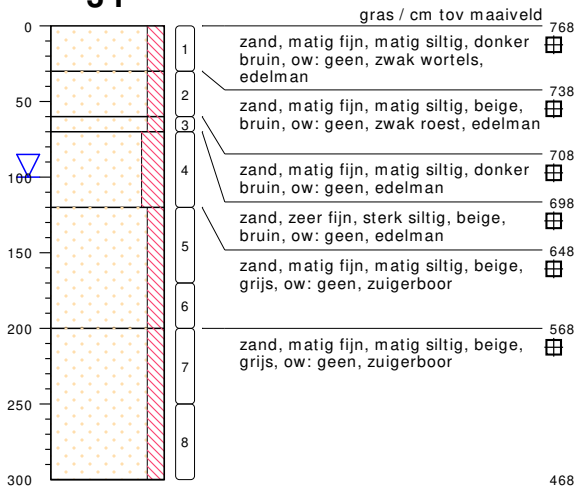 gras / cm tov maaiveld
0
768
1
zand, matig fijn, matig siltig, donker
bruin, ow: geen, zwak wortels,
edelman
738
2
50
zand, matig fijn, matig siltig, beige,
bruin, ow: geen, zwak roest, edelman
3
708
4
100
zand, matig fijn, matig siltig, donker
bruin, ow: geen, edelman
698
zand, zeer fijn, sterk siltig, beige,
bruin, ow: geen, edelman
648
5
150
zand, matig fijn, matig siltig, beige,
grijs, ow: geen, zuigerboor
6
200
568
zand, matig fijn, matig siltig, beige,
grijs, ow: geen, zuigerboor
7
250
8
300
468